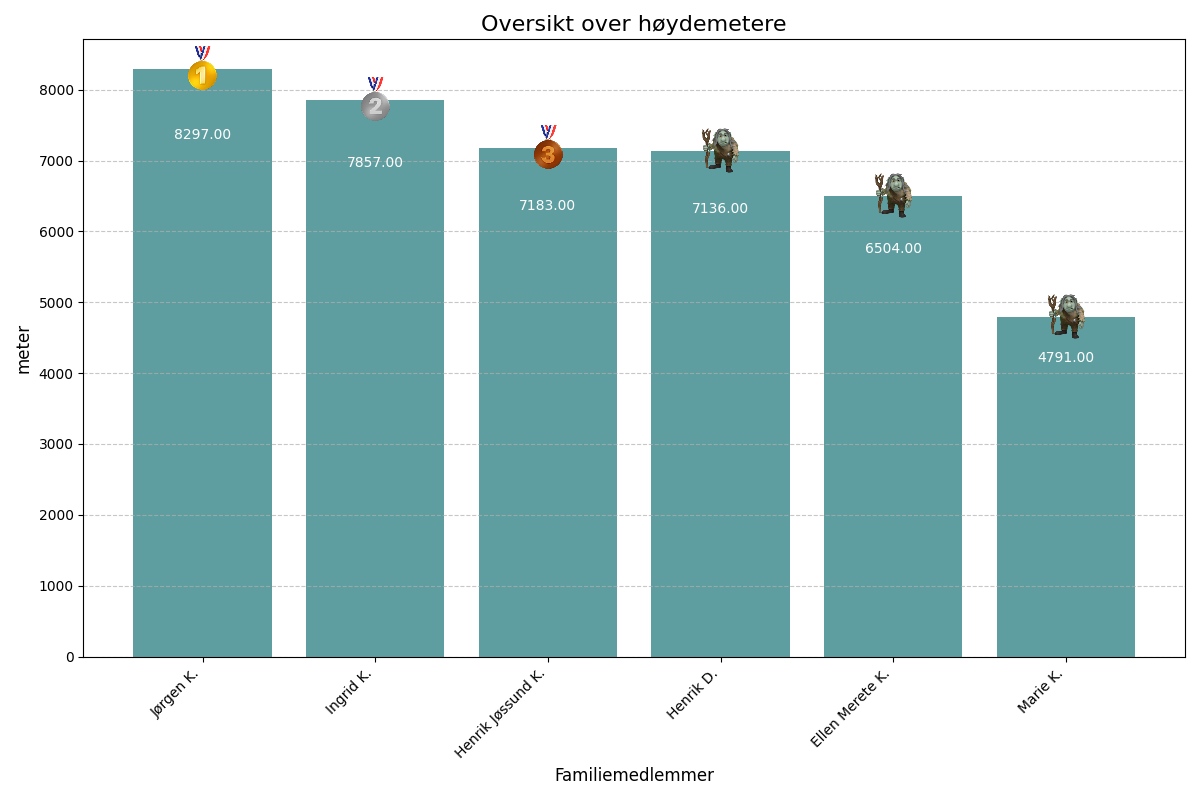 Oversikt over høydemetere
meter
8000
7000
6000
5000
4000
3000
2000
1000
0
1
2
3
8297.00
7857.00
7183.00
7136.00
6504.00
4791.00
Jørgen K.
Ingrid K.
Henrik Jøssund K.
Henrik D.
Ellen Merete K.
Marie K.
Familiemedlemmer